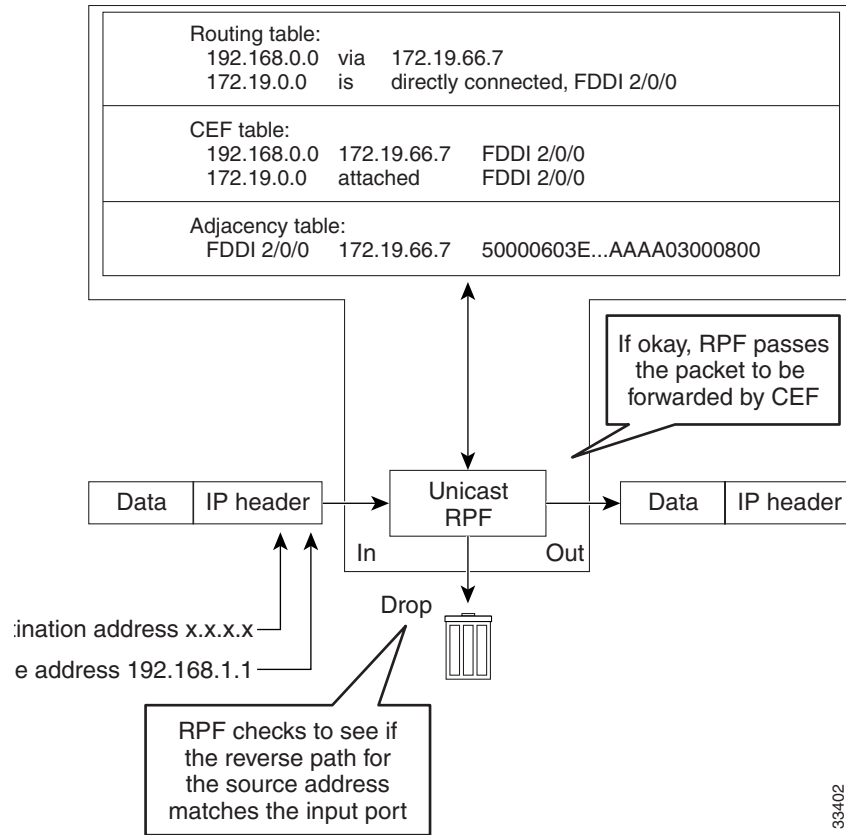 Routing table:
192.168.0.0 via 172.19.66.7
172.19.0.0 is directly connected, FDDI 2/0/0
CEF table:
192.168.0.0 172.19.66.7 FDDI 2/0/0
172.19.0.0 attached FDDI 2/0/0
Adjacency table:
FDDI 2/0/0 172.19.66.7 50000603E...AAAA03000800
If okay, RPF passes
the packet to be
forwarded by CEF
Data IP header
Unicast
RPF
Data IP header
In Out
Drop
tination address x.x.x.x
e address 192.168.1.1
RPF checks to see if
the reverse path for
the source address
matches the input port
33402